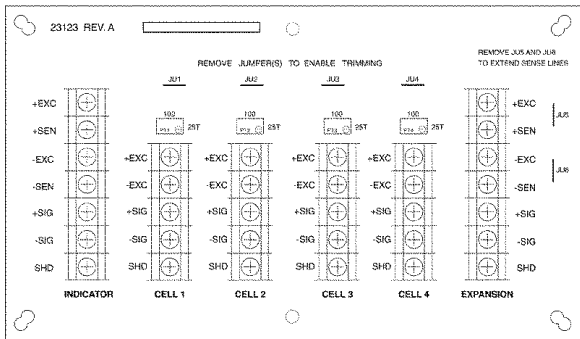 23123 REV. A
REMOVE JU5 AND JU6
TO EXTEND SENSE LINES
REMOVE JUMPER(S) TO ENABLE TRIMMING
JU1 JU2 JU3 JU4
100 100 100 100
25T 25T 25T 25T
JU5
JU6
+EXC
+SEN
-EXC
-SEN
+SIG
-SIG
SHD
INDICATOR
+EXC
-EXC
+SIG
-SIG
SHD
CELL 1
+EXC
-EXC
+SIG
-SIG
SHD
CELL 2
+EXC
-EXC
+SIG
-SIG
SHD
CELL 3
+EXC
-EXC
+SIG
-SIG
SHD
CELL 4
+EXC
+SEN
-EXC
-SEN
+SIG
-SIG
SHD
EXPANSION